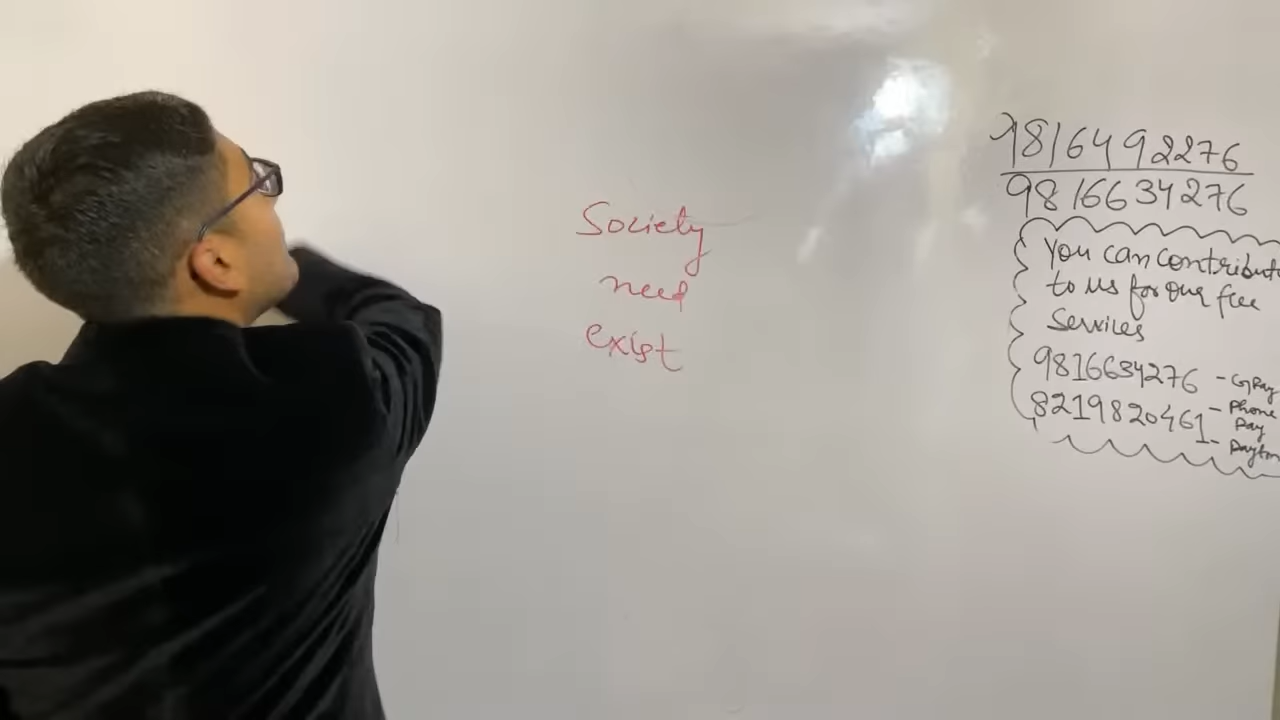 Society
need
exist
9816492276
9816634276
You can contribut
to us for our free
Services
9816634276 - GPay
8219820461 - Phone
Pay
- Paytm